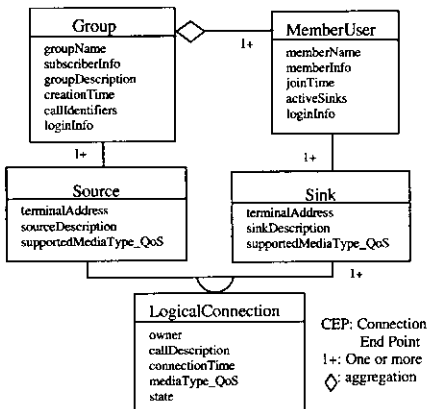 Group
groupName
subscriberInfo
groupDescription
creationTime
callIdentifiers
loginInfo
1+
MemberUser
memberName
memberInfo
joinTime
activeSinks
loginInfo
1+
1+
Source
terminalAddress
sourceDescription
supportedMediaType_QoS
Sink
terminalAddress
sinkDescription
supportedMediaType_QoS
1+
LogicalConnection
owner
callDescription
connectionTime
mediaType_QoS
state
CEP: Connection
End Point
1+: One or more
: aggregation